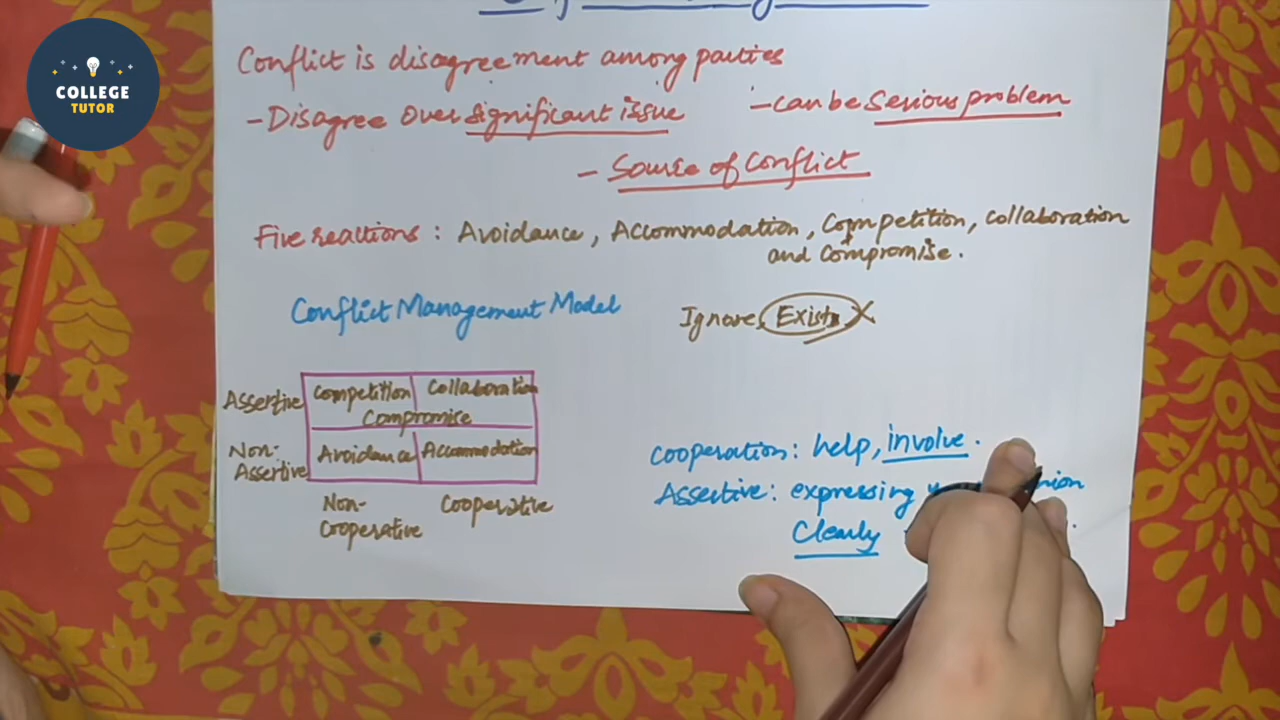 COLLEGE
TUTOR
Conflict is disagreement among parties
- Disagree over significant issue
- can be serious problem
- Source of conflict
Five reactions : Avoidance, Accommodation, Competition, collaboration
and compromise.
Conflict Management Model
Ignore, Exists X
Assertive
Competition
Collaboration
Compromise
Non-
Assertive
Avoidance
Accommodation
Non-
Cooperative
Cooperative
Cooperation : help, involve.
Assertive : expressing
Clearly